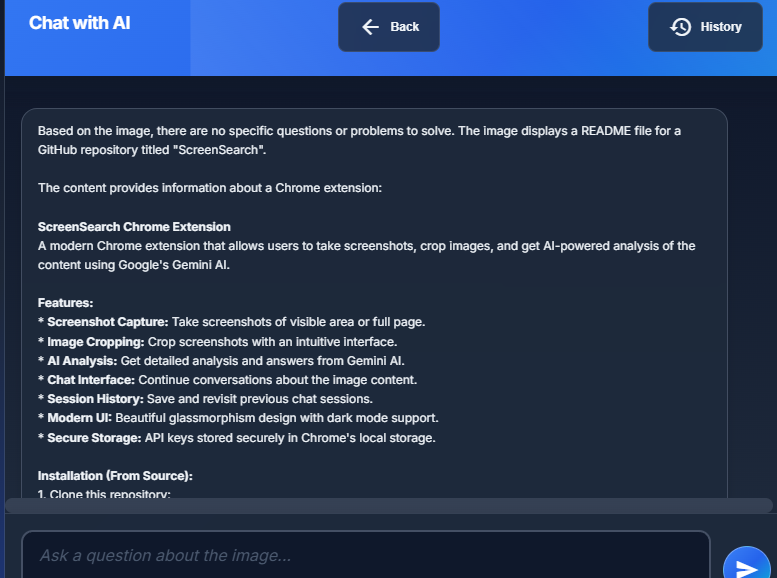 Chat with AI
Back
History
Based on the image, there are no specific questions or problems to solve. The image displays a README file for a
GitHub repository titled "ScreenSearch".
The content provides information about a Chrome extension:
ScreenSearch Chrome Extension
A modern Chrome extension that allows users to take screenshots, crop images, and get AI-powered analysis of the
content using Google's Gemini AI.
Features:
* Screenshot Capture: Take screenshots of visible area or full page.
* Image Cropping: Crop screenshots with an intuitive interface.
* AI Analysis: Get detailed analysis and answers from Gemini AI.
* Chat Interface: Continue conversations about the image content.
* Session History: Save and revisit previous chat sessions.
* Modern UI: Beautiful glassmorphism design with dark mode support.
* Secure Storage: API keys stored securely in Chrome's local storage.
Installation (From Source):
1. Clone this repository:
Ask a question about the image...